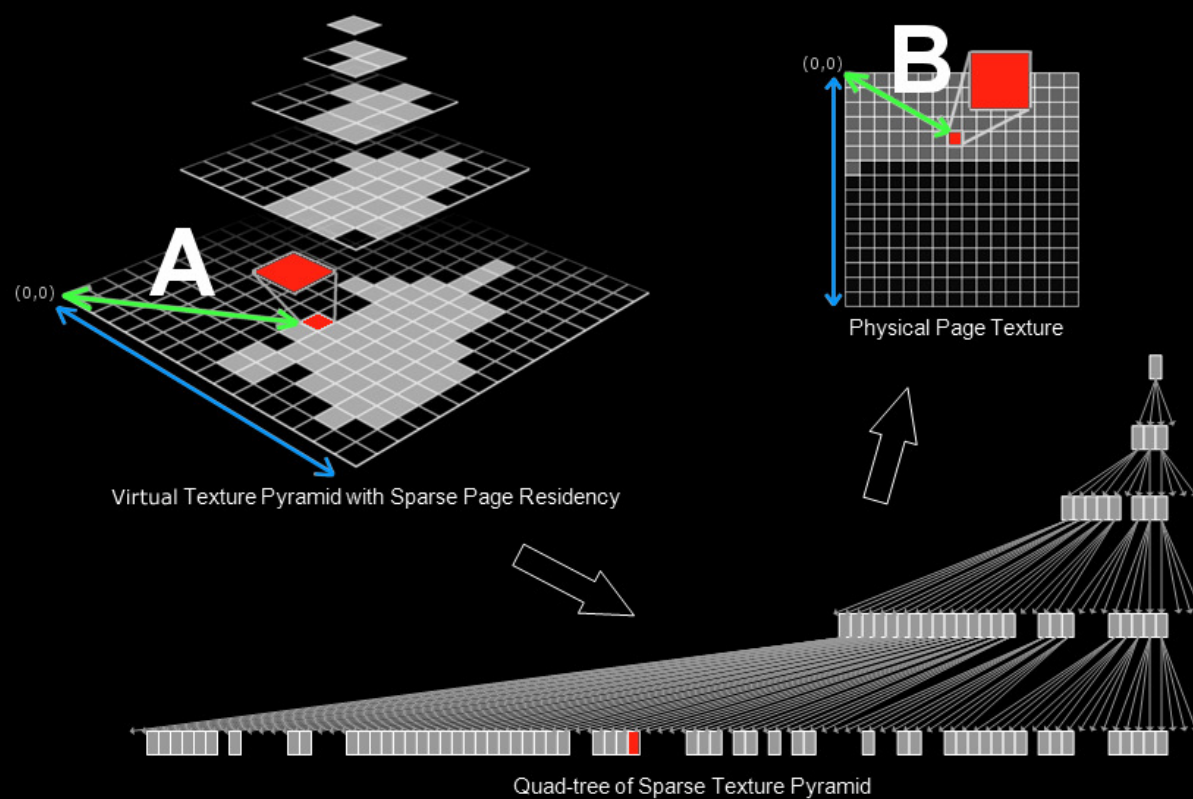 A
(0,0)
Virtual Texture Pyramid with Sparse Page Residency
B
(0,0)
Physical Page Texture
Quad-tree of Sparse Texture Pyramid